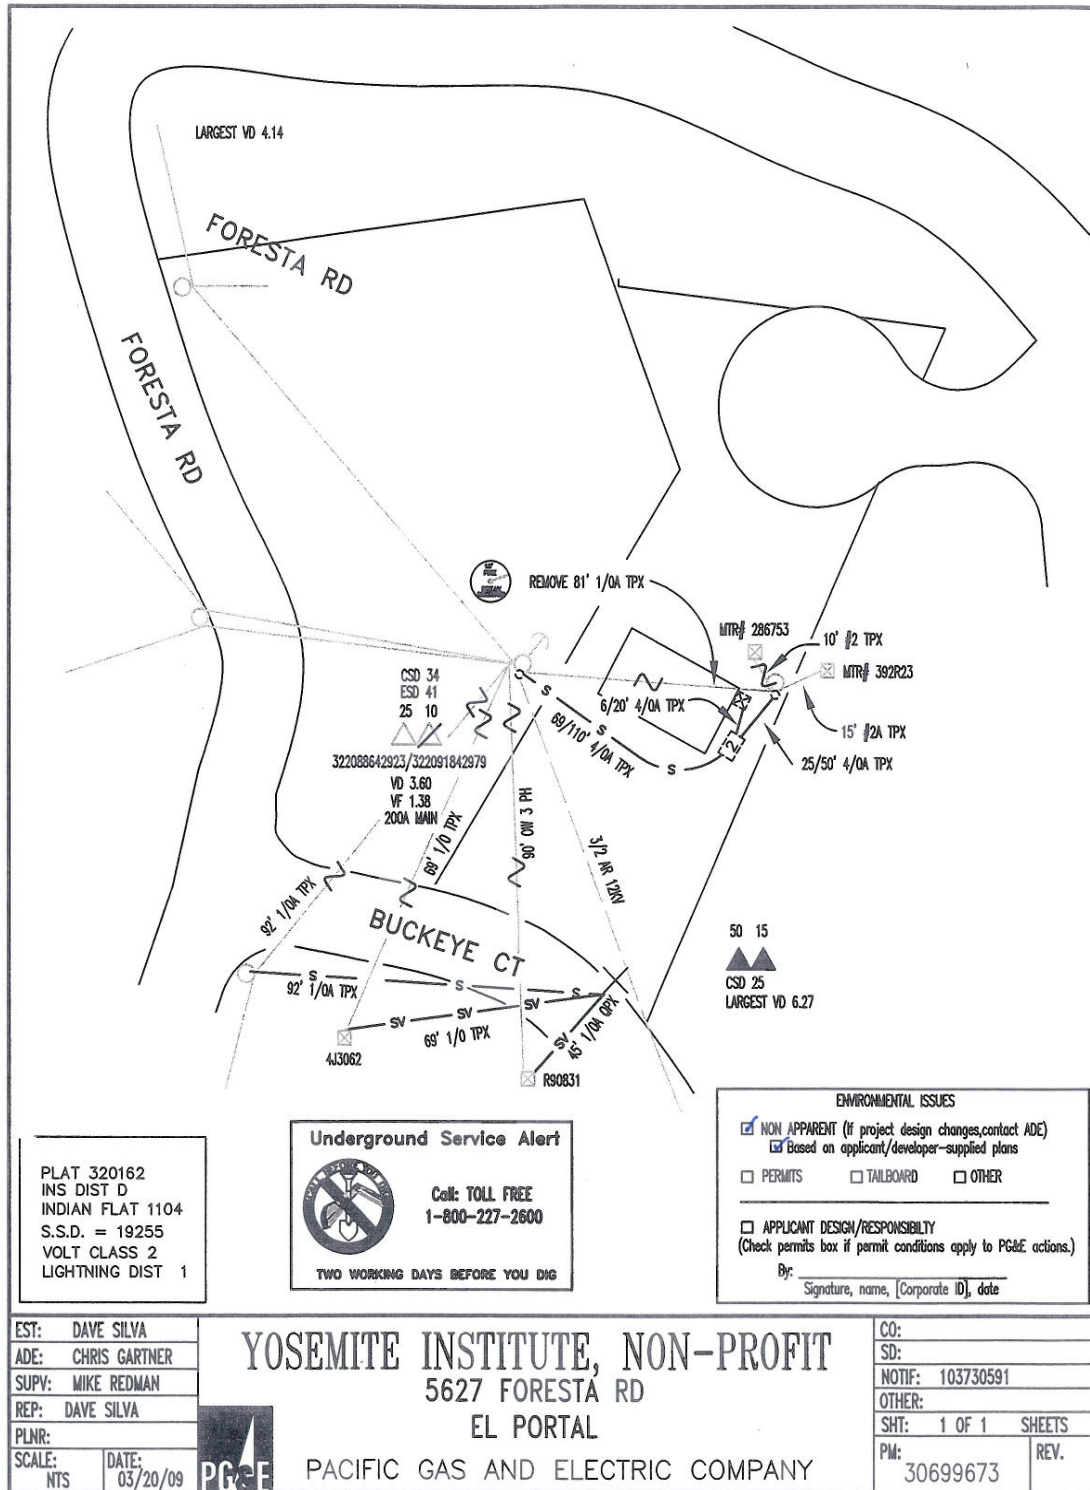 LARGEST VD 4.14
FORESTA RD
FORESTA RD
REMOVE 81' 1/0A TPX
MTR# 286753
10' #2 TPX
MTR# 392R23
CSD 34
ESD 41
25 10
6/20' 4/0A TPX
69/110' 4/0A TPX
S
S
S
2
15' #2A TPX
25/50' 4/0A TPX
322088642923/322091842979
VD 3.60
VF 1.38
200A MAIN
69' 1/0 TPX
90' OW 3 PH
3/2 AR 12KV
92' 1/0A TPX
BUCKEYE CT
50 15
CSD 25
LARGEST VD 6.27
S
S
S
92' 1/0A TPX
SV
SV
SV
69' 1/0 TPX
SV
45' 1/0A QPX
4J3062
R90831
PLAT 320162
INS DIST D
INDIAN FLAT 1104
S.S.D. = 19255
VOLT CLASS 2
LIGHTNING DIST 1
Underground Service Alert
CALL BEFORE YOU DIG
Call: TOLL FREE
1-800-227-2600
TWO WORKING DAYS BEFORE YOU DIG
ENVIRONMENTAL ISSUES
NON APPARENT (If project design changes,contact ADE)
Based on applicant/developer-supplied plans
PERMITS TAILBOARD OTHER
APPLICANT DESIGN/RESPONSIBILTY
(Check permits box if permit conditions apply to PG&E actions.)
By:
Signature, name, [Corporate ID], date
EST: DAVE SILVA
ADE: CHRIS GARTNER
SUPV: MIKE REDMAN
REP: DAVE SILVA
PLNR:
SCALE: NTS
DATE: 03/20/09
PG&E
YOSEMITE INSTITUTE, NON-PROFIT
5627 FORESTA RD
EL PORTAL
PACIFIC GAS AND ELECTRIC COMPANY
CO:
SD:
NOTIF: 103730591
OTHER:
SHT: 1 OF 1 SHEETS
PM: 30699673
REV.